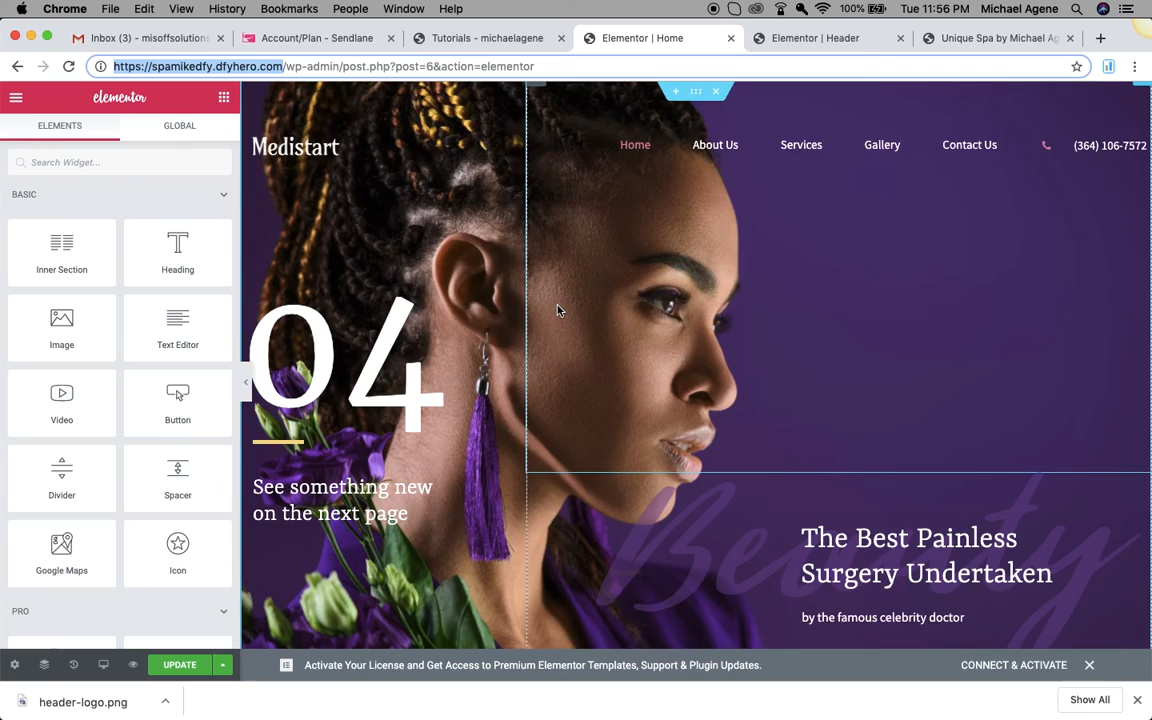 Chrome File Edit View History Bookmarks People Window Help 100% Tue 11:56 PM Michael Agene
Inbox (3) - misoffsolutions Account/Plan - Sendlane Tutorials - michaelagene Elementor | Home Elementor | Header Unique Spa by Michael Ag
https://spamikedfy.dfyhero.com/wp-admin/post.php?post=6&action=elementor
elementor
ELEMENTS GLOBAL
Search Widget...
BASIC
Inner Section Heading
Image Text Editor
Video Button
Divider Spacer
Google Maps Icon
PRO
UPDATE
Medistart Home About Us Services Gallery Contact Us (364) 106-7572
04
See something new
on the next page
Beauty
The Best Painless
Surgery Undertaken
by the famous celebrity doctor
Activate Your License and Get Access to Premium Elementor Templates, Support & Plugin Updates. CONNECT & ACTIVATE
header-logo.png Show All